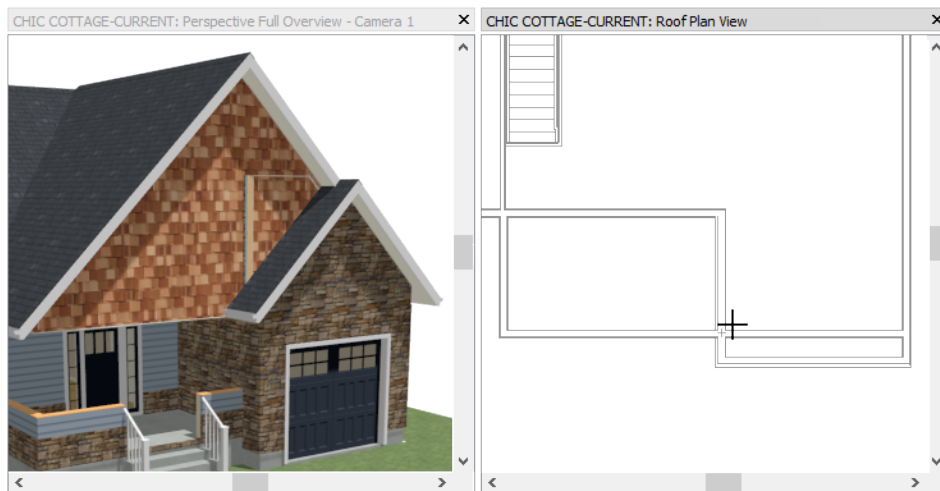 CHIC COTTAGE-CURRENT: Perspective Full Overview - Camera 1
CHIC COTTAGE-CURRENT: Roof Plan View